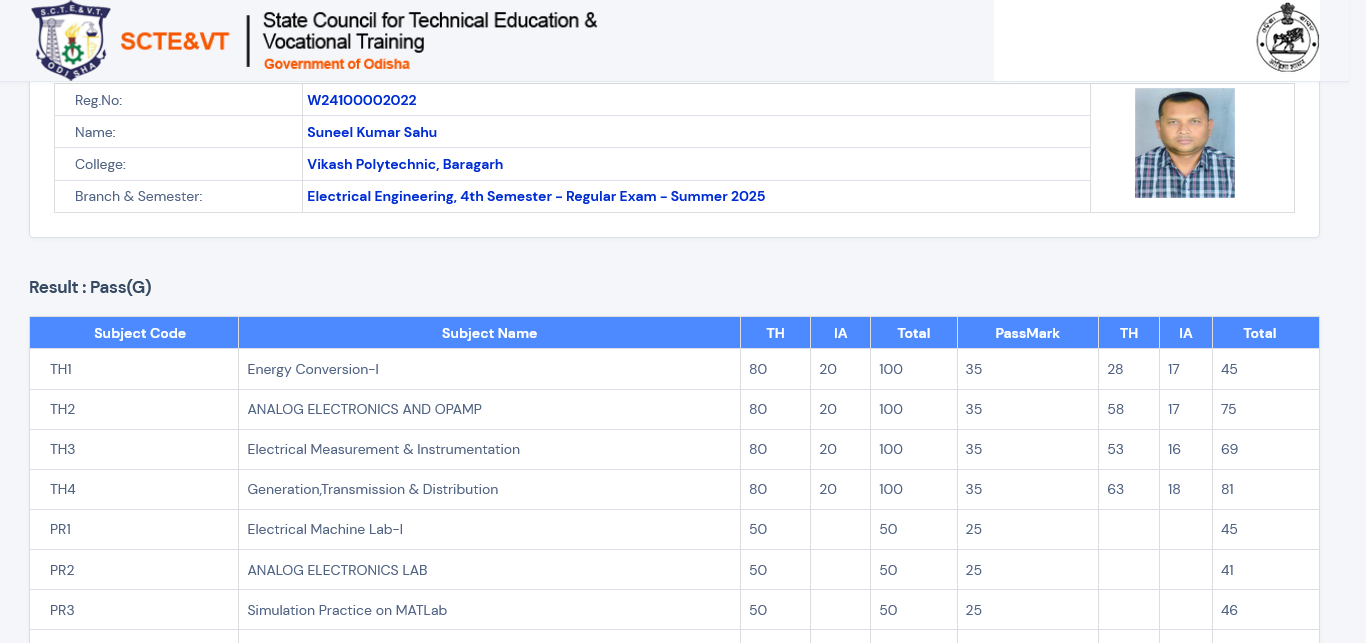 S.C.T.E.&V.T.
ODISHA
SCTE&VT
State Council for Technical Education &
Vocational Training
Government of Odisha
Reg.No: W24100002022
Name: Suneel Kumar Sahu
College: Vikash Polytechnic, Baragarh
Branch & Semester: Electrical Engineering, 4th Semester - Regular Exam - Summer 2025
Result : Pass(G)
Subject Code Subject Name TH IA Total PassMark TH IA Total
TH1 Energy Conversion-I 80 20 100 35 28 17 45
TH2 ANALOG ELECTRONICS AND OPAMP 80 20 100 35 58 17 75
TH3 Electrical Measurement & Instrumentation 80 20 100 35 53 16 69
TH4 Generation,Transmission & Distribution 80 20 100 35 63 18 81
PR1 Electrical Machine Lab-I 50 50 25 45
PR2 ANALOG ELECTRONICS LAB 50 50 25 41
PR3 Simulation Practice on MATLab 50 50 25 46